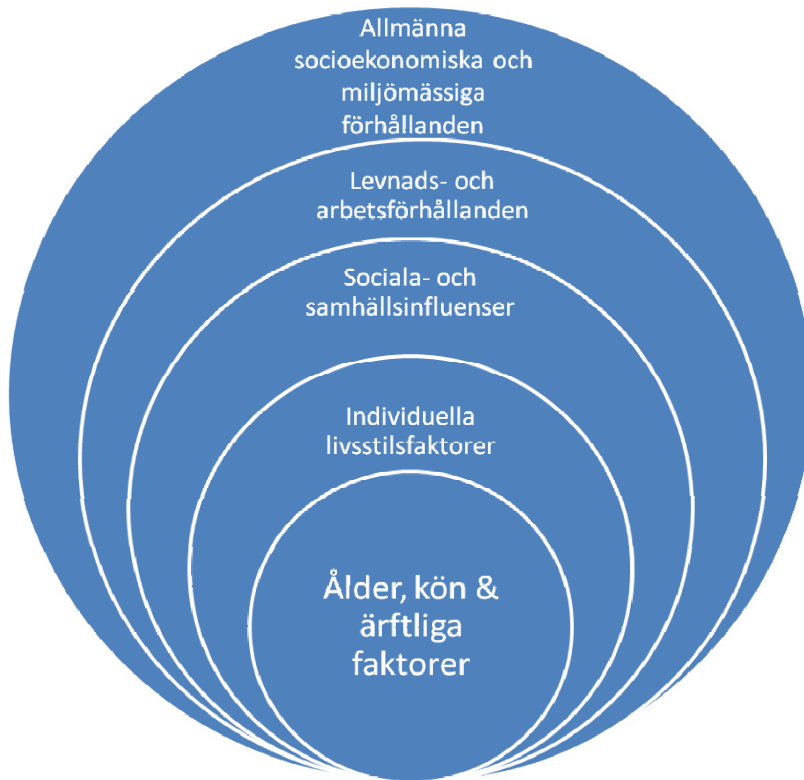 Allmänna
socioekonomiska och
miljömässiga
förhållanden
Levnads- och
arbetsförhållanden
Sociala- och
samhällsinfluenser
Individuella
livsstilsfaktorer
Ålder, kön &
ärftliga
faktorer